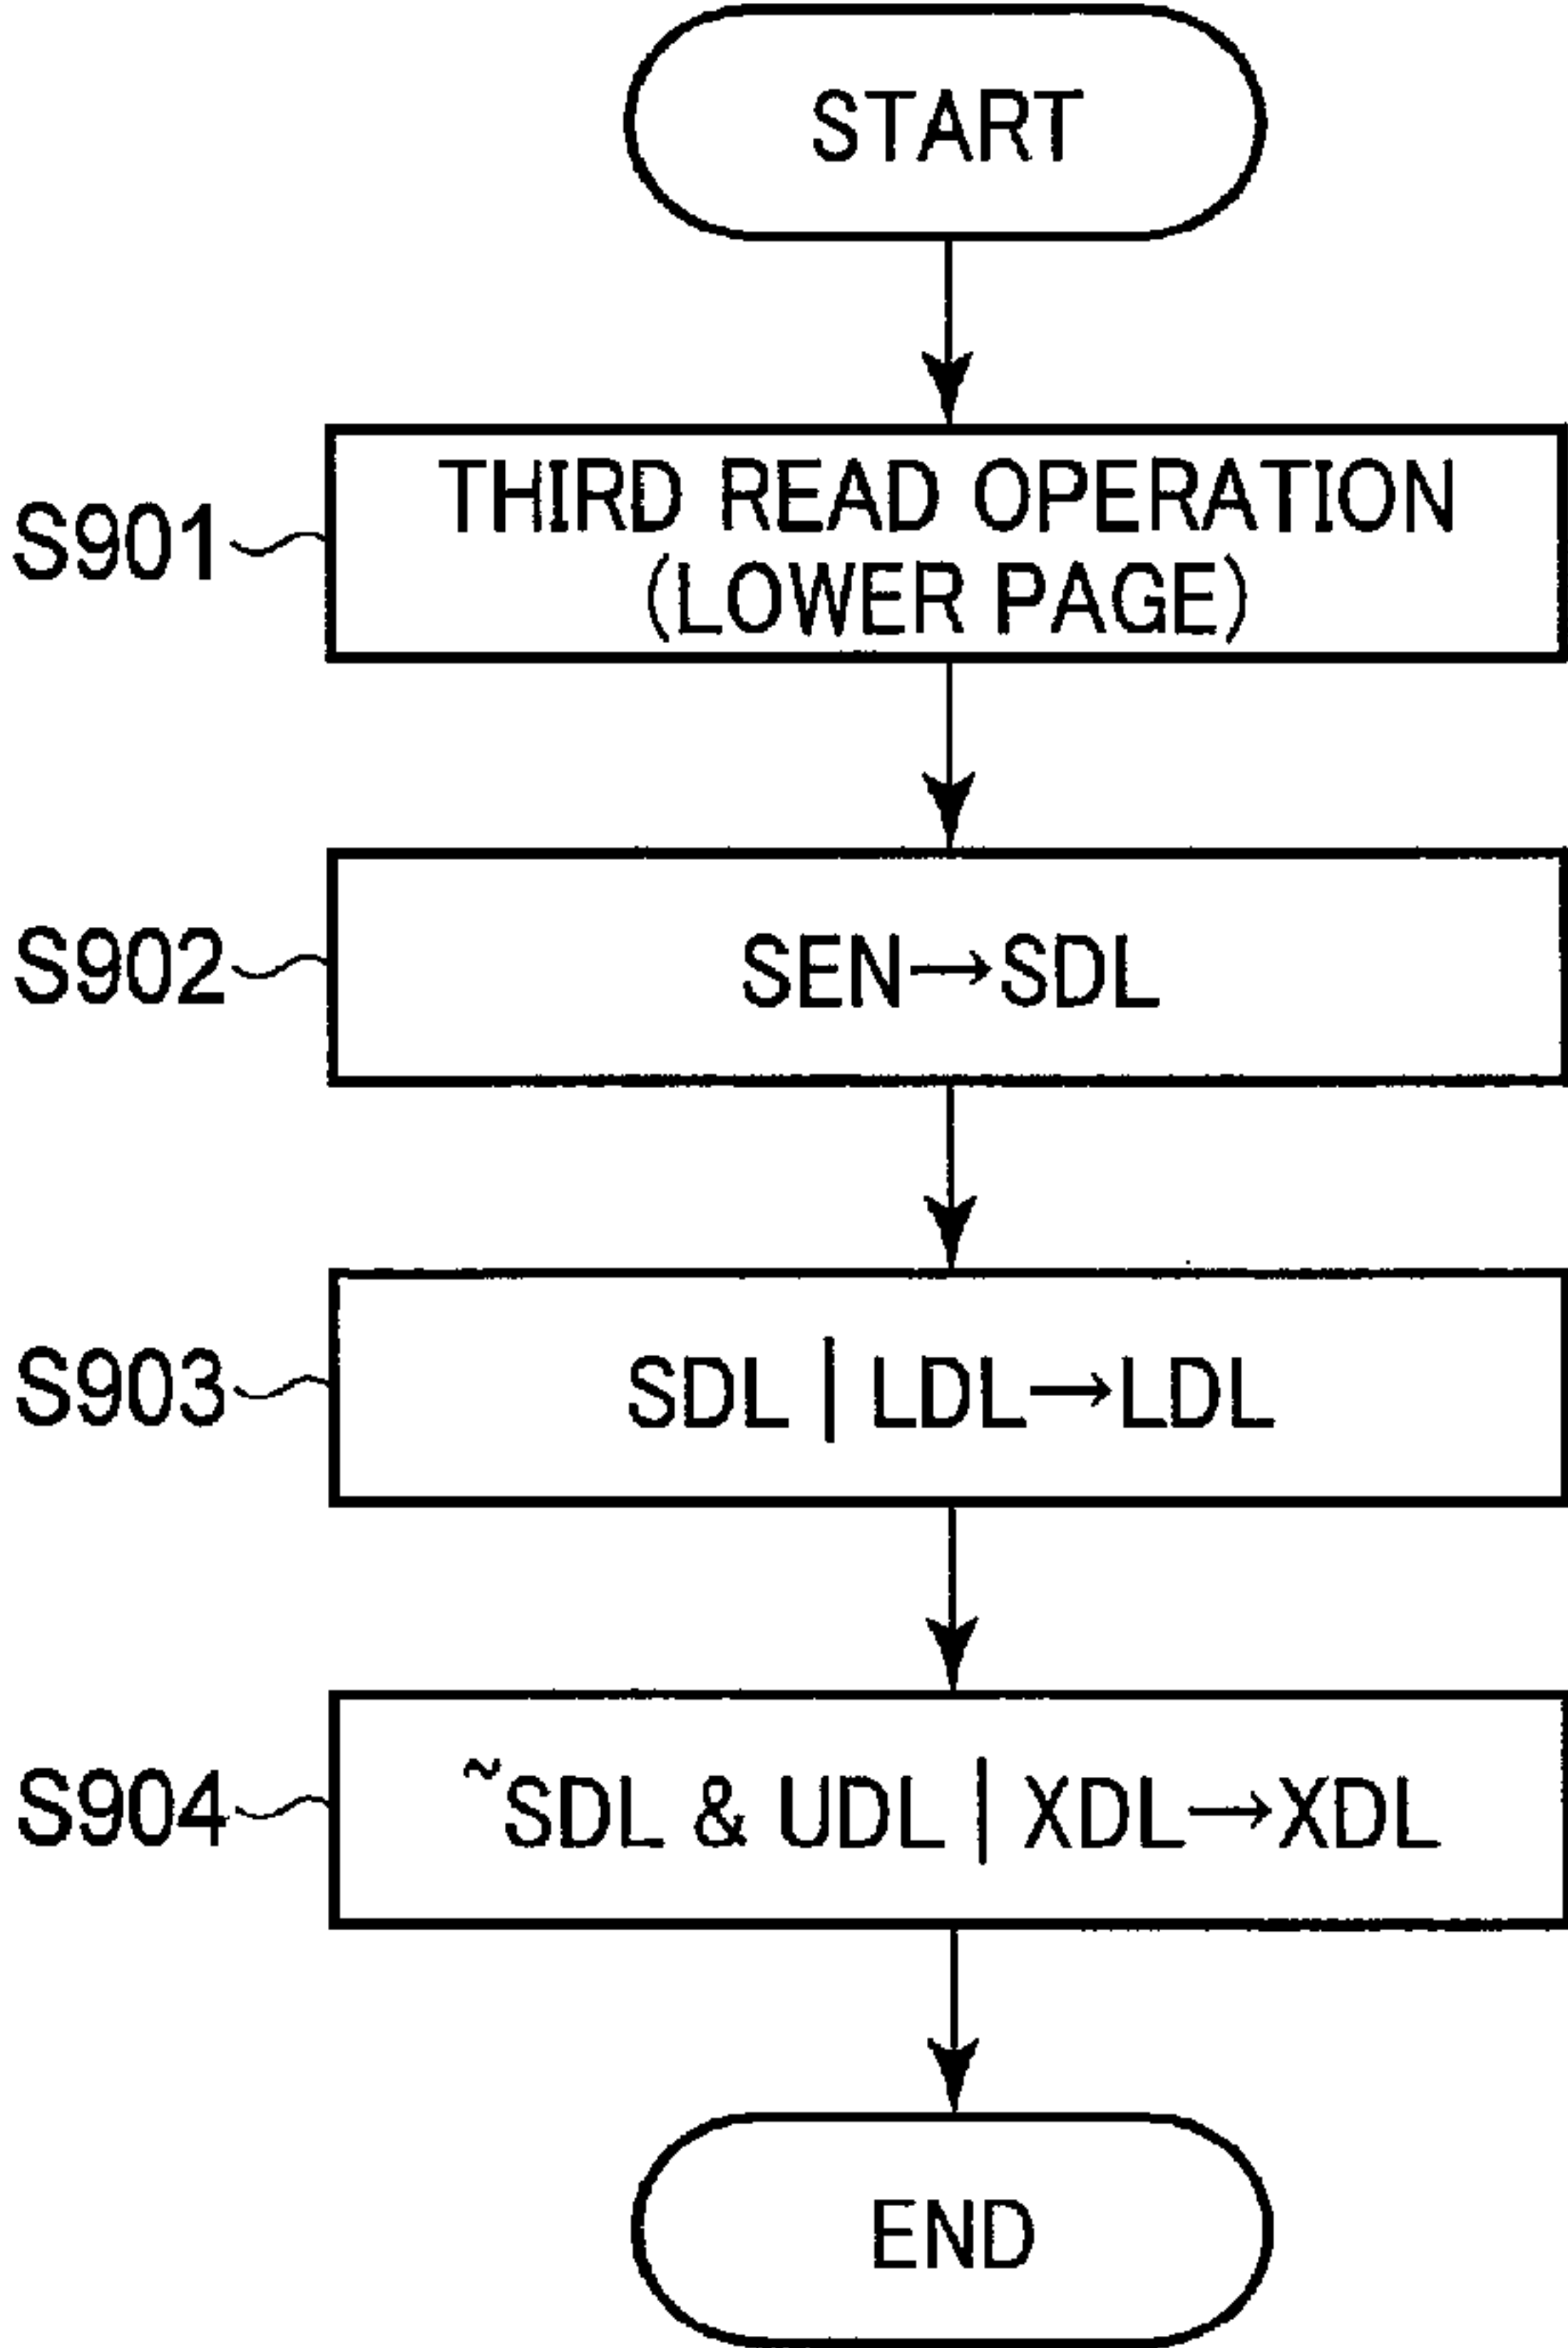 START
S901
THIRD READ OPERATION
(LOWER PAGE)
S902
SEN→SDL
S903
SDL | LDL→LDL
S904
~SDL & UDL | XDL→XDL
END